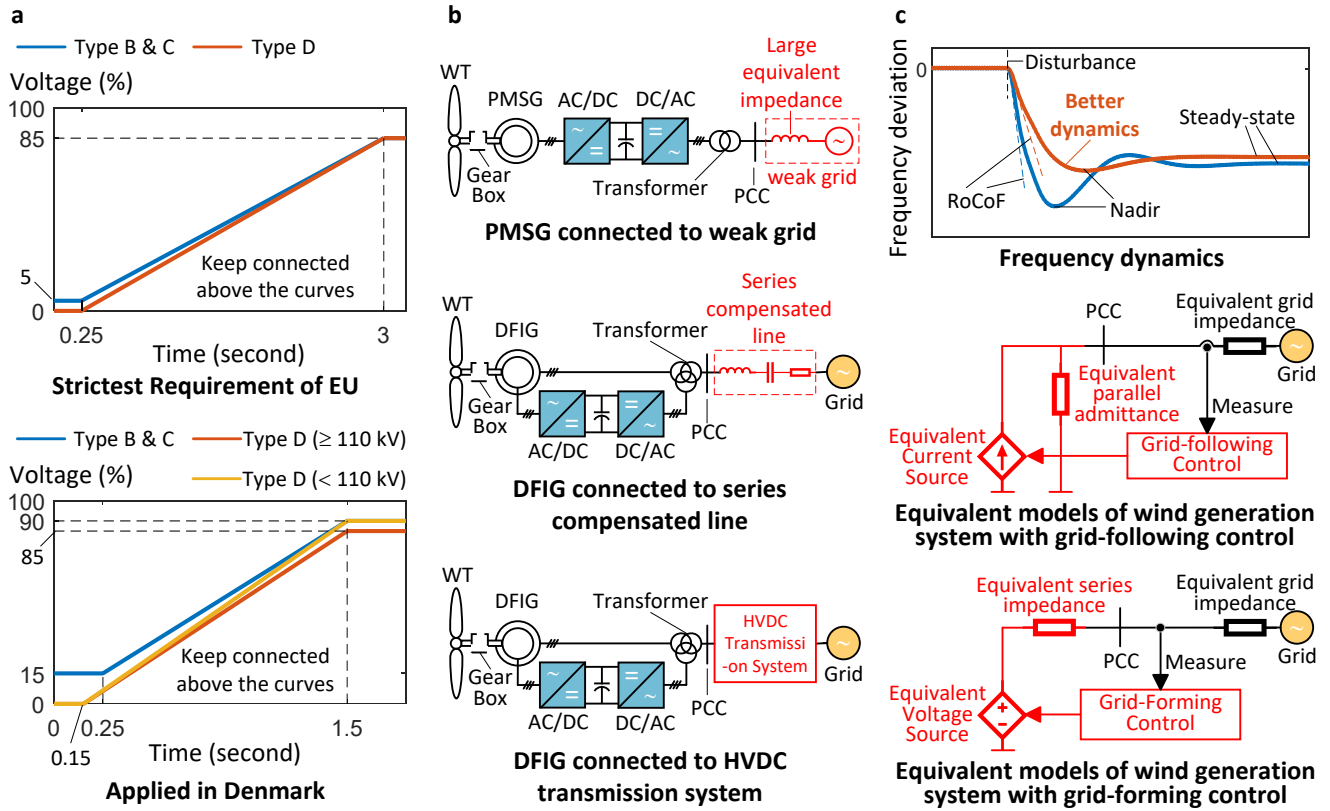 a
Type B & C
Type D
Voltage (%)
100
85
5
0
Keep connected
above the curves
0.25
3
Time (second)
Strictest Requirement of EU
Type B & C
Type D (≥ 110 kV)
Voltage (%)
Type D (< 110 kV)
100
90
85
15
0
Keep connected
above the curves
0
0.15
0.25
1.5
Time (second)
Applied in Denmark
b
WT
PMSG
AC/DC
DC/AC
Large
equivalent
impedance
~
=
=
~
~
Gear
Box
Transformer
PCC
weak grid
PMSG connected to weak grid
WT
DFIG
Transformer
Series
compensated
line
~
Gear
Box
~
=
=
~
AC/DC
DC/AC
PCC
Grid
DFIG connected to series
compensated line
WT
DFIG
Transformer
HVDC
Transmissi
-on System
~
Gear
Box
~
=
=
~
AC/DC
DC/AC
PCC
Grid
DFIG connected to HVDC
transmission system
c
Frequency deviation
0
Disturbance
Better
dynamics
Steady-state
RoCoF
Nadir
Frequency dynamics
PCC
Equivalent grid
impedance
~
Grid
Equivalent
parallel
admittance
Measure
Equivalent
Current
Source
Grid-following
Control
Equivalent models of wind generation
system with grid-following control
Equivalent series
impedance
Equivalent grid
impedance
~
PCC
Grid
Measure
Equivalent
Voltage
Source
+
−
Grid-Forming
Control
Equivalent models of wind generation
system with grid-forming control